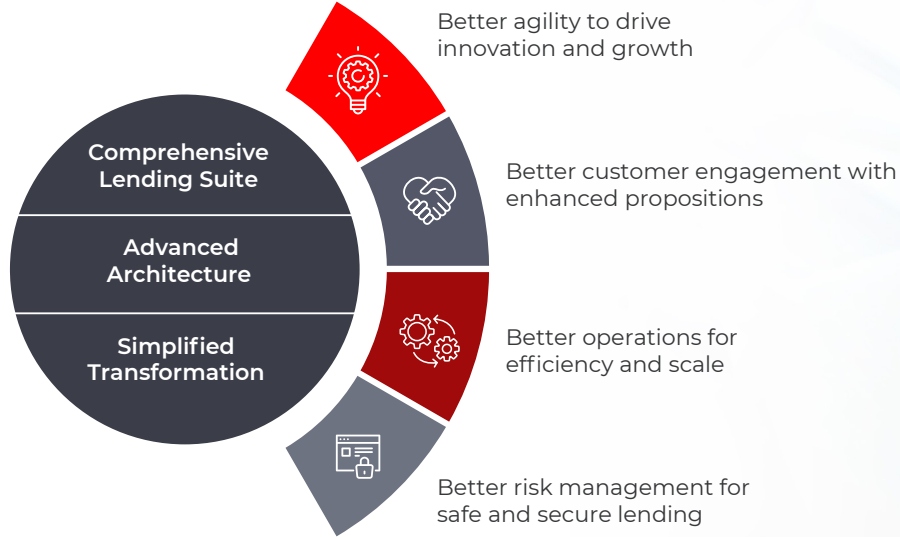 Comprehensive
Lending Suite
Advanced
Architecture
Simplified
Transformation
Better agility to drive
innovation and growth
Better customer engagement with
enhanced propositions
Better operations for
efficiency and scale
Better risk management for
safe and secure lending